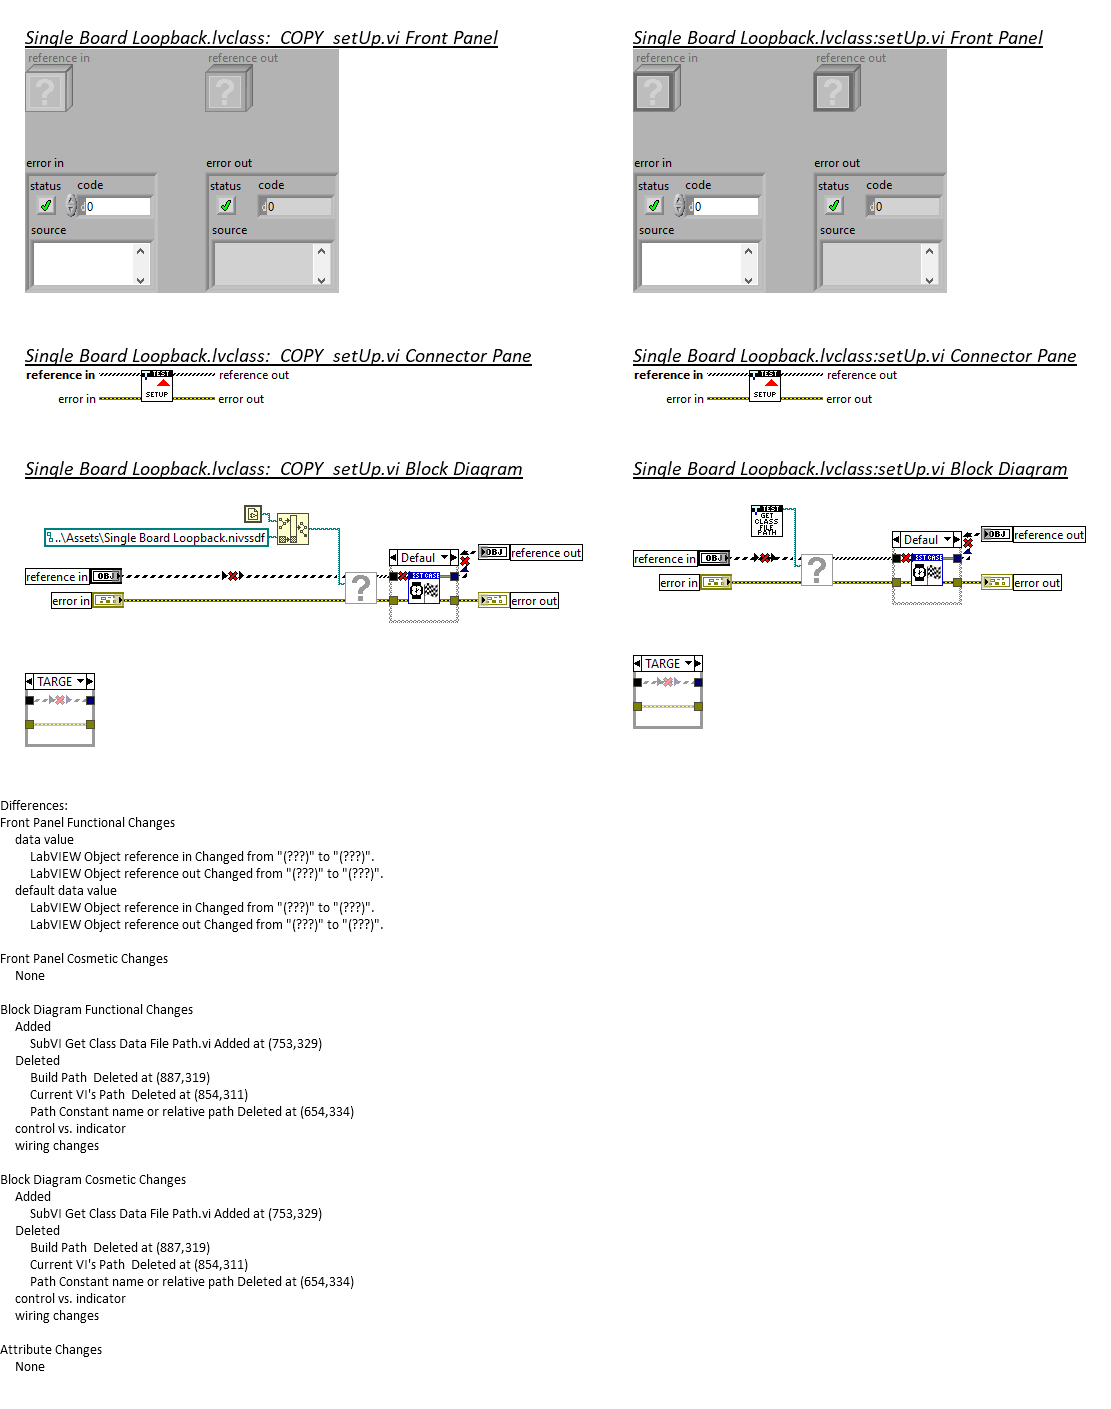 Single Board Loopback.lvclass:_COPY_setUp.vi Front Panel
reference in
reference out
error in
error out
status
code
0
status
code
0
source
source
Single Board Loopback.lvclass:_COPY_setUp.vi Connector Pane
reference in
reference out
TEST
SETUP
error in
error out
Single Board Loopback.lvclass:_COPY_setUp.vi Block Diagram
..\Assets\Single Board Loopback.nivssdf
Defaul
OBJ
reference out
reference in
OBJ
error in
error out
TARGE
Single Board Loopback.lvclass:setUp.vi Front Panel
reference in
reference out
error in
error out
status
code
0
status
code
0
source
source
Single Board Loopback.lvclass:setUp.vi Connector Pane
reference in
reference out
TEST
SETUP
error in
error out
Single Board Loopback.lvclass:setUp.vi Block Diagram
TEST
GET
CLASS
FILE
PATH
Defaul
OBJ
reference out
reference in
OBJ
error in
error out
TARGE
Differences:
Front Panel Functional Changes
data value
LabVIEW Object reference in Changed from "(???)" to "(???)".
LabVIEW Object reference out Changed from "(???)" to "(???)".
default data value
LabVIEW Object reference in Changed from "(???)" to "(???)".
LabVIEW Object reference out Changed from "(???)" to "(???)".
Front Panel Cosmetic Changes
None
Block Diagram Functional Changes
Added
SubVI Get Class Data File Path.vi Added at (753,329)
Deleted
Build Path  Deleted at (887,319)
Current VI's Path  Deleted at (854,311)
Path Constant name or relative path Deleted at (654,334)
control vs. indicator
wiring changes
Block Diagram Cosmetic Changes
Added
SubVI Get Class Data File Path.vi Added at (753,329)
Deleted
Build Path  Deleted at (887,319)
Current VI's Path  Deleted at (854,311)
Path Constant name or relative path Deleted at (654,334)
control vs. indicator
wiring changes
Attribute Changes
None